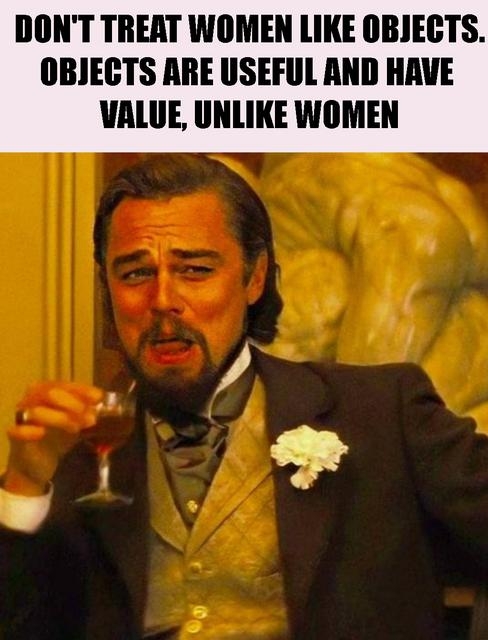 DON'T TREAT WOMEN LIKE OBJECTS.
OBJECTS ARE USEFUL AND HAVE
VALUE, UNLIKE WOMEN